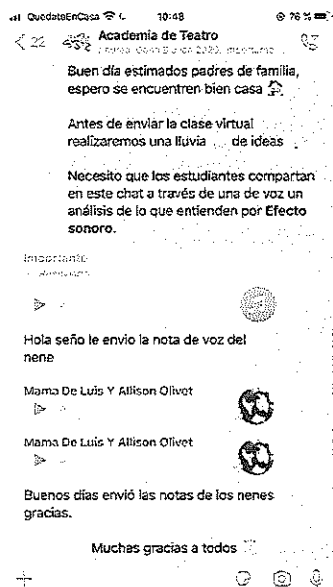 QuedateEnCasa 10:48 76 %
22 Academia de Teatro
Buen día estimados padres de familia,
espero se encuentren bien casa
Antes de enviar la clase virtual
realizaremos una lluvia de ideas
Necesito que los estudiantes compartan
en este chat a través de una de voz un
análisis de lo que entienden por Efecto
sonoro.
Importante
Hola seño le envio la nota de voz del
nene
Mama De Luis Y Allison Olivet
Mama De Luis Y Allison Olivet
Buenos días envió las notas de los nenes
gracias.
Muchas gracias a todos